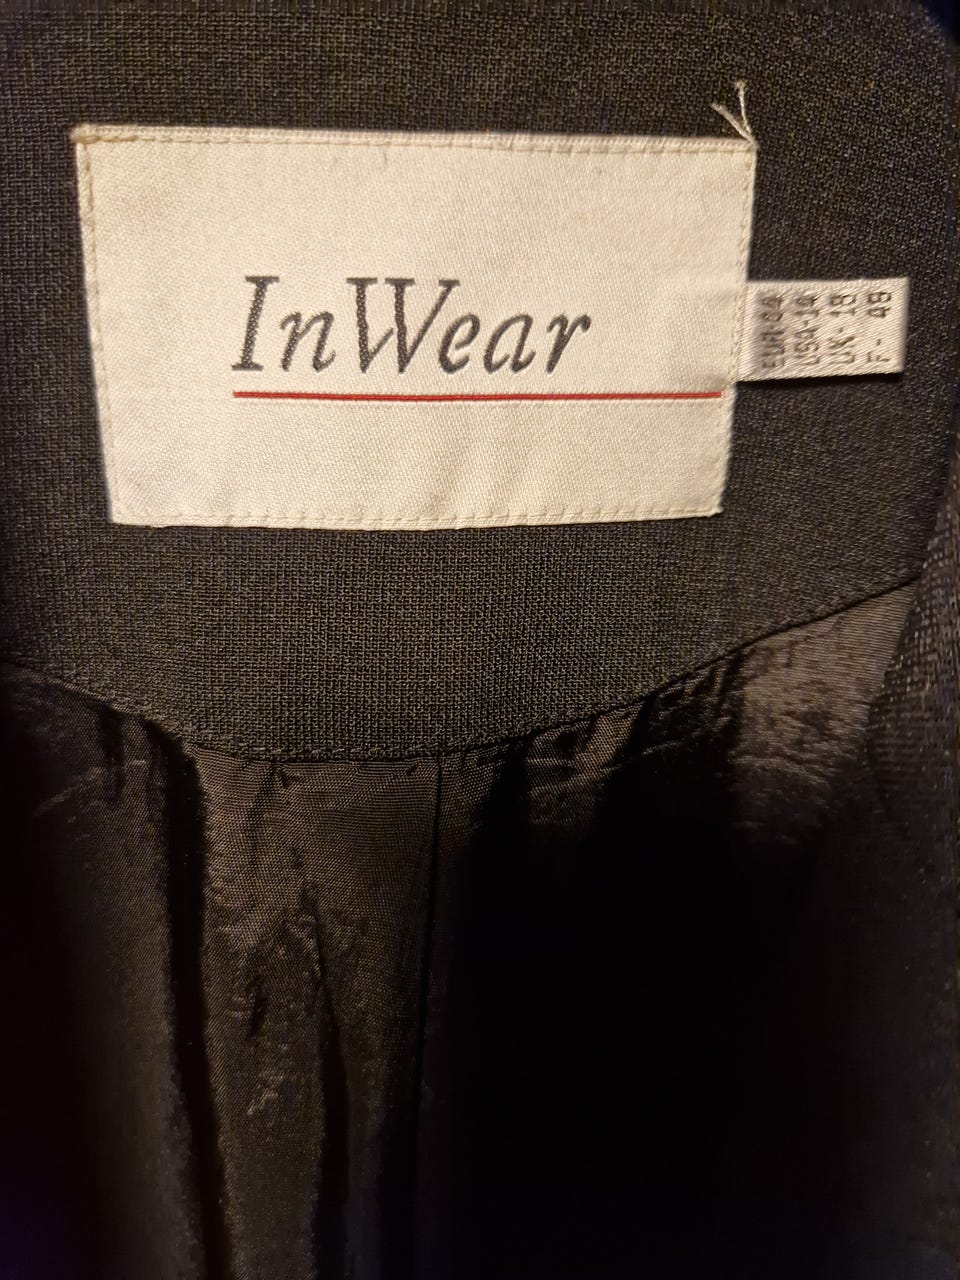 InWear
EUR-44
USA-14
UK- 18
F- 48